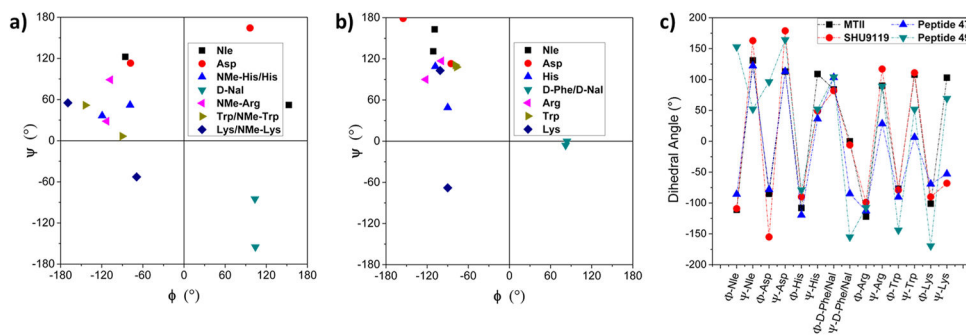 a)
180
120
60
0
-60
-120
-180
Ψ (°)
-180
-120
-60
0
60
120
180
ϕ (°)
Nle
Asp
NMe-His/His
D-Nal
NMe-Arg
Trp/NMe-Trp
Lys/NMe-Lys
b)
180
120
60
0
-60
-120
-180
Ψ (°)
-180
-120
-60
0
60
120
180
ϕ (°)
Nle
Asp
His
D-Phe/D-Nal
Arg
Trp
Lys
c)
200
150
100
50
0
-50
-100
-150
-200
Dihedral Angle (°)
MTII
SHU9119
Peptide 47
Peptide 49
Φ-Nle
Ψ-Nle
Φ-Asp
Ψ-Asp
Φ-His
Ψ-His
Φ-D-Phe/Nal
Ψ-D-Phe/Nal
Φ-Arg
Ψ-Arg
Φ-Trp
Ψ-Trp
Φ-Lys
Ψ-Lys